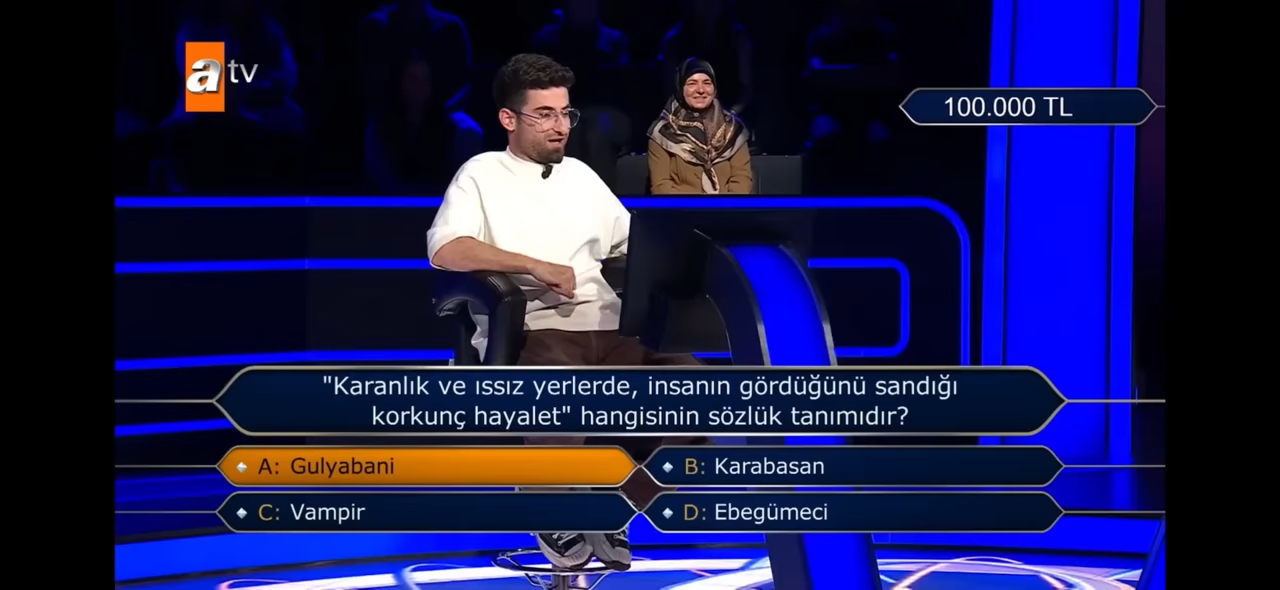 atv
100.000 TL
"Karanlık ve ıssız yerlerde, insanın gördüğünü sandığı
korkunç hayalet" hangisinin sözlük tanımıdır?
A: Gulyabani
B: Karabasan
C: Vampir
D: Ebegümeci